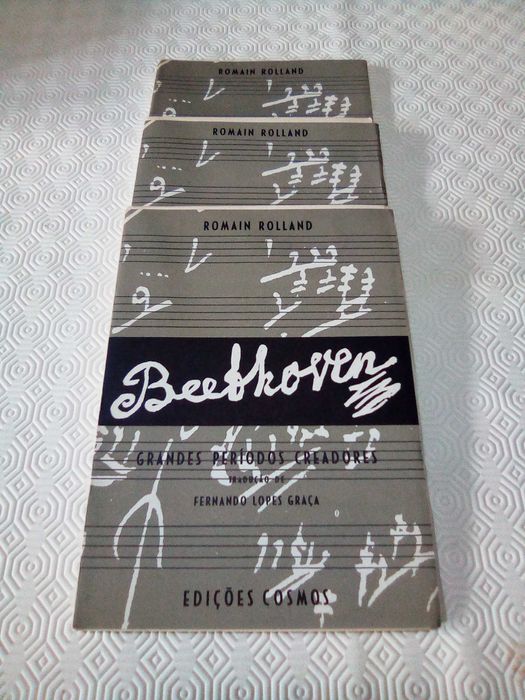 ROMAIN ROLLAND
ROMAIN ROLLAND
ROMAIN ROLLAND
Beethoven
GRANDES PERÍODOS CREADORES
TRADUÇÃO DE
FERNANDO LOPES GRAÇA
EDIÇÕES COSMOS